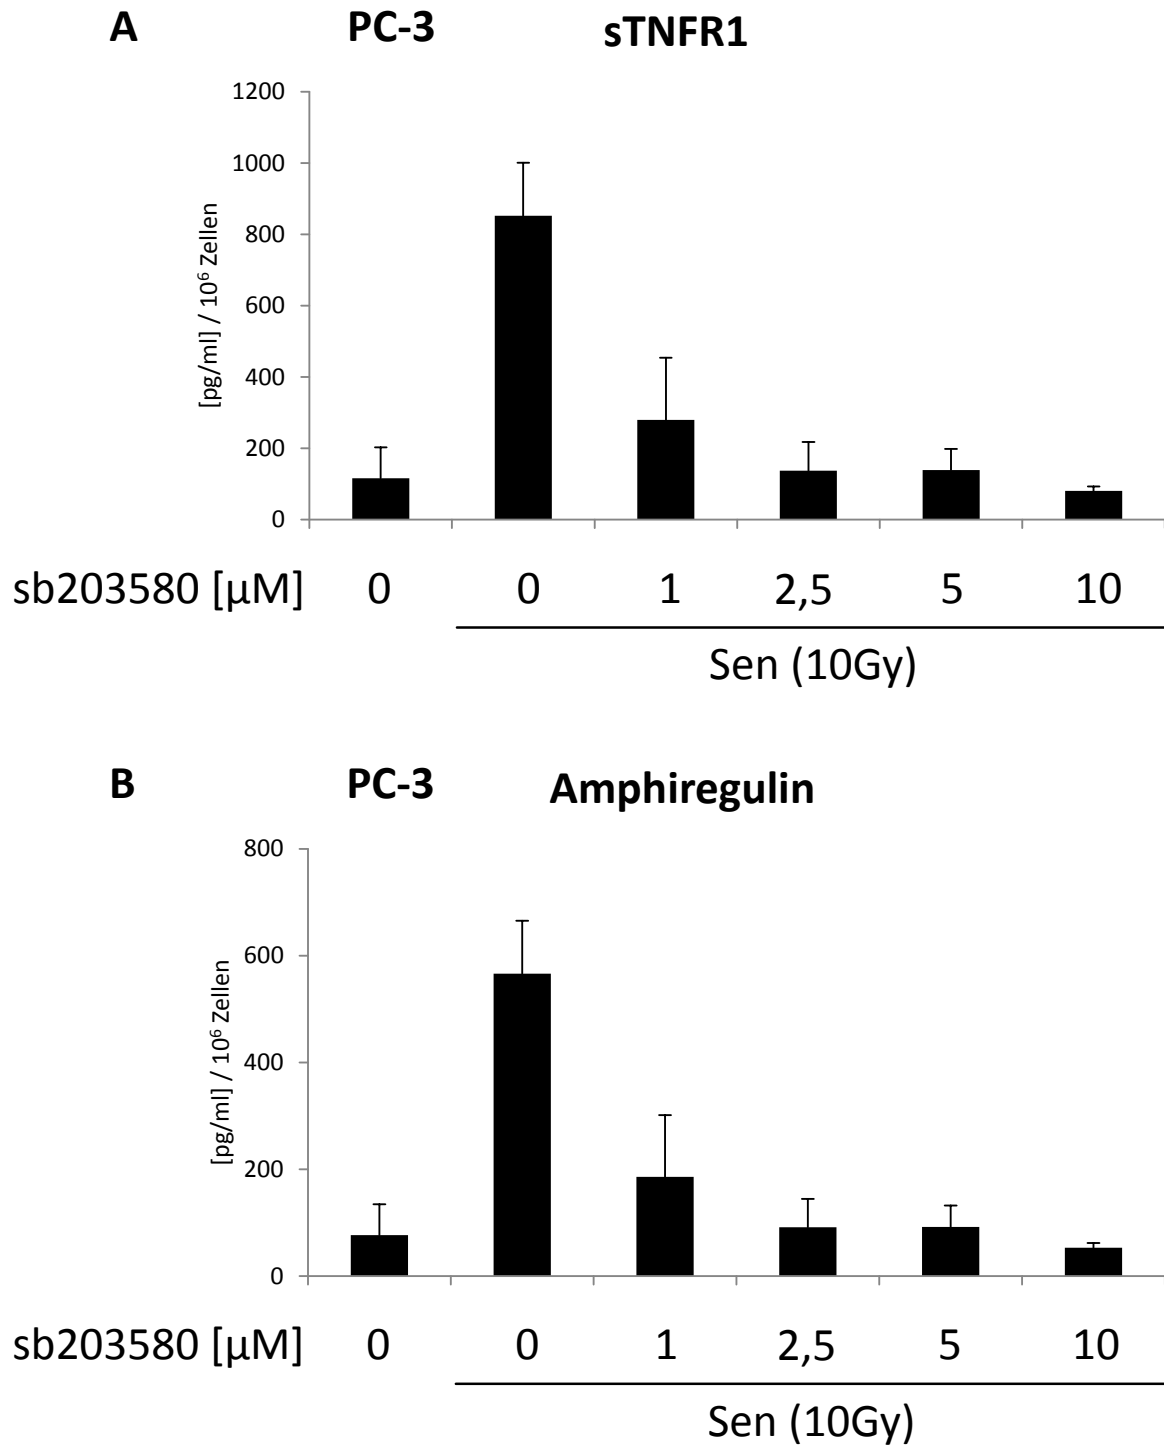 A PC-3 sTNFR1
1200
1000
800
600
400
200
0
[pg/ml] / 10⁶ Zellen
sb203580 [µM] 0 0 1 2,5 5 10
Sen (10Gy)
B PC-3 Amphiregulin
800
600
400
200
0
[pg/ml] / 10⁶ Zellen
sb203580 [µM] 0 0 1 2,5 5 10
Sen (10Gy)